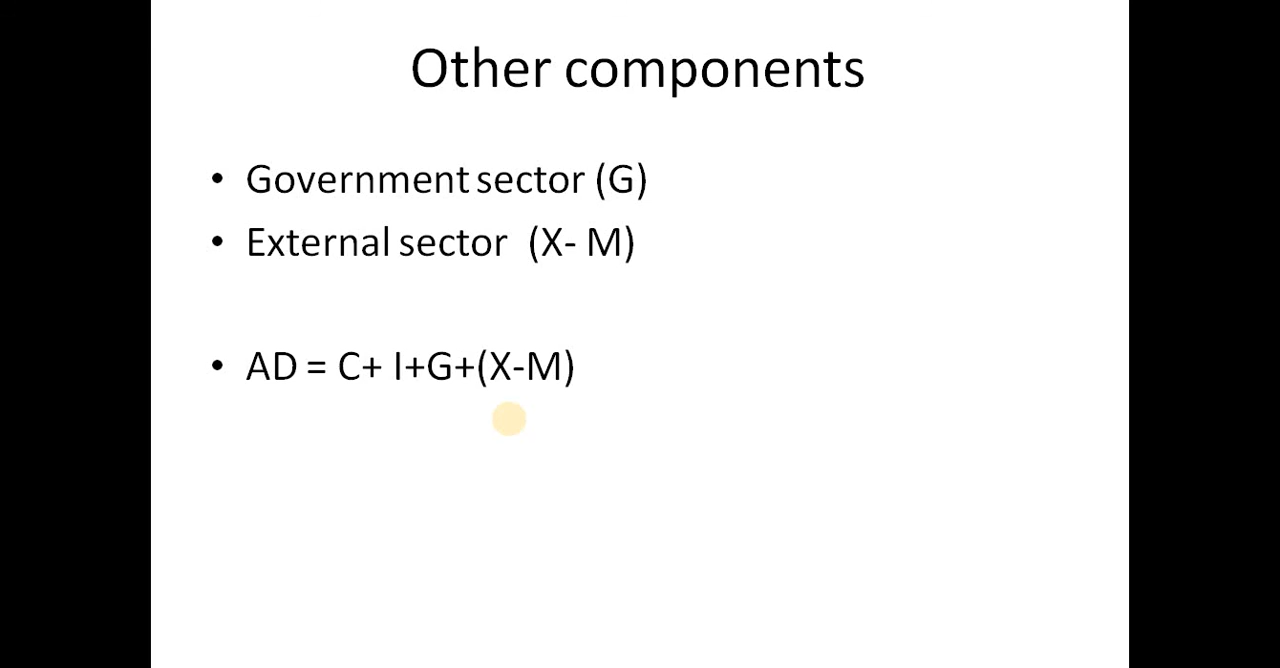 Other components
• Government sector (G)
• External sector (X- M)
• AD = C+ I+G+(X-M)